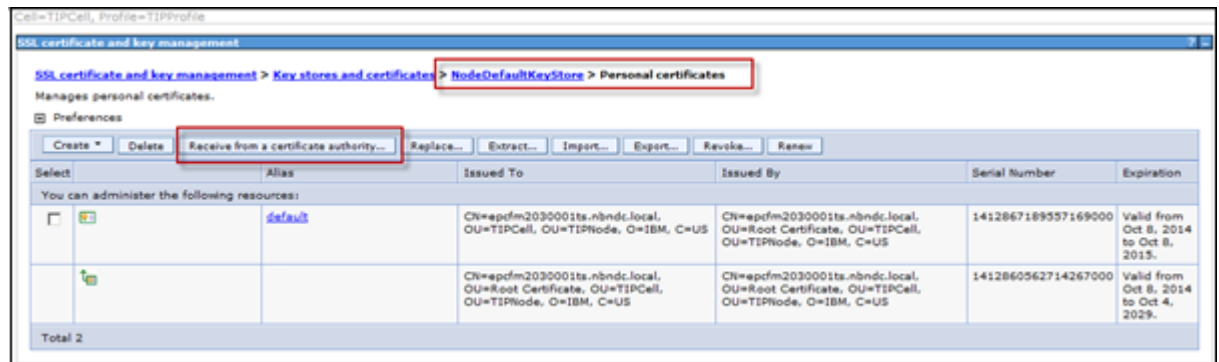 Cell=TIPCell, Profile=TIPProfile
SSL certificate and key management
? -
SSL certificate and key management > Key stores and certificates > NodeDefaultKeyStore > Personal certificates
Manages personal certificates.
Preferences
Create Delete Receive from a certificate authority... Replace... Extract... Import... Export... Revoke... Renew
Select Alias Issued To Issued By Serial Number Expiration
You can administer the following resources:
default CN=epcfm2030001ts.nbndc.local, CN=epcfm2030001ts.nbndc.local, 1412867189557169000 Valid from
OU=TIPCell, OU=TIPNode, O=IBM, C=US OU=Root Certificate, OU=TIPCell, Oct 8, 2014
OU=TIPNode, O=IBM, C=US to Oct 8,
2015.
CN=epcfm2030001ts.nbndc.local, CN=epcfm2030001ts.nbndc.local, 1412860562714267000 Valid from
OU=Root Certificate, OU=TIPCell, OU=Root Certificate, OU=TIPCell, Oct 8, 2014
OU=TIPNode, O=IBM, C=US OU=TIPNode, O=IBM, C=US to Oct 4,
2029.
Total 2